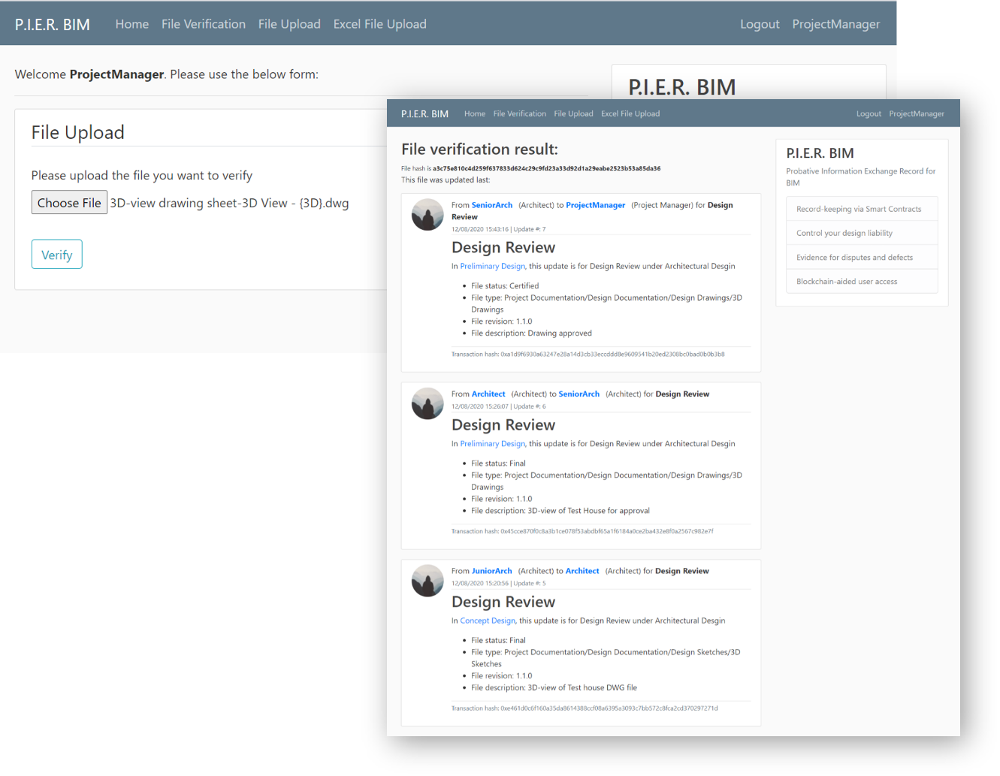 P.I.E.R. BIM Home File Verification File Upload Excel File Upload Logout ProjectManager
Welcome ProjectManager. Please use the below form:
P.I.E.R. BIM
File Upload
Please upload the file you want to verify
Choose File 3D-view drawing sheet-3D View - {3D}.dwg
Verify
P.I.E.R. BIM Home File Verification File Upload Excel File Upload Logout ProjectManager
File verification result:
File hash is a3c75e810c4d259f637833d624c29c9fd23a33d92d1a29eabe2523b53a85da36
This file was updated last:
From SeniorArch (Architect) to ProjectManager (Project Manager) for Design
Review
12/08/2020 15:43:16 | Update #: 7
Design Review
In Preliminary Design, this update is for Design Review under Architectural Desgin
File status: Certified
File type: Project Documentation/Design Documentation/Design Drawings/3D
Drawings
File revision: 1.1.0
File description: Drawing approved
Transaction hash: 0xa1d9f6930a63247e28a14d3cb33eccddd8e9609541b20ed2308bc0bad0b0b3b8
From Architect (Architect) to SeniorArch (Architect) for Design Review
12/08/2020 15:26:07 | Update #: 6
Design Review
In Preliminary Design, this update is for Design Review under Architectural Desgin
File status: Final
File type: Project Documentation/Design Documentation/Design Drawings/3D
Drawings
File revision: 1.1.0
File description: 3D-view of Test House for approval
Transaction hash: 0x45cce870f0c8a3b1ce078f53abdbf65a1f6184a0ce2ba432e8f0a2567c982e7f
From JuniorArch (Architect) to Architect (Architect) for Design Review
12/08/2020 15:20:56 | Update #: 5
Design Review
In Concept Design, this update is for Design Review under Architectural Desgin
File status: Final
File type: Project Documentation/Design Documentation/Design Sketches/3D
Sketches
File revision: 1.1.0
File description: 3D-view of Test house DWG file
Transaction hash: 0xe461d0c6f160a35da8614388ccf08a6395a3093c7bb572c8fca2cd370297271d
P.I.E.R. BIM
Probative Information Exchange Record for
BIM
Record-keeping via Smart Contracts
Control your design liability
Evidence for disputes and defects
Blockchain-aided user access